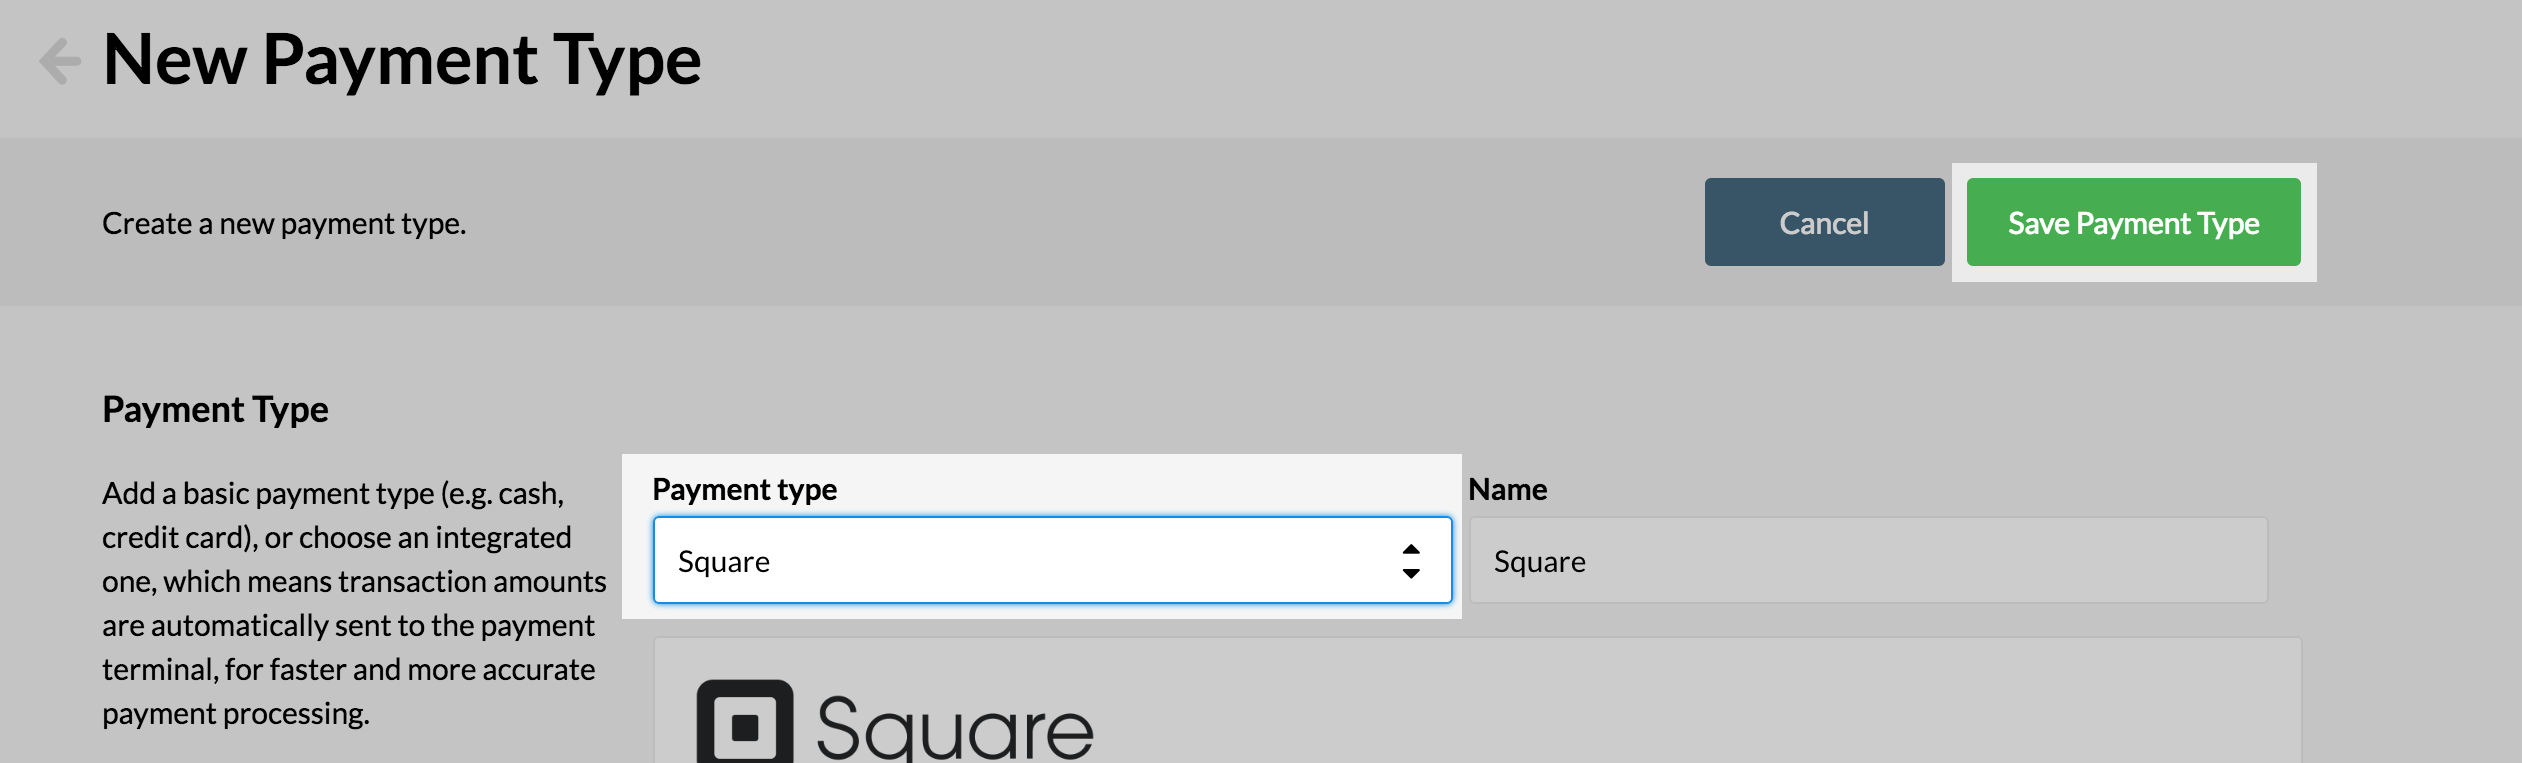 New Payment Type
Create a new payment type.
Cancel
Save Payment Type
Payment Type
Add a basic payment type (e.g. cash,
credit card), or choose an integrated
one, which means transaction amounts
are automatically sent to the payment
terminal, for faster and more accurate
payment processing.
Payment type
Square
Name
Square
Square